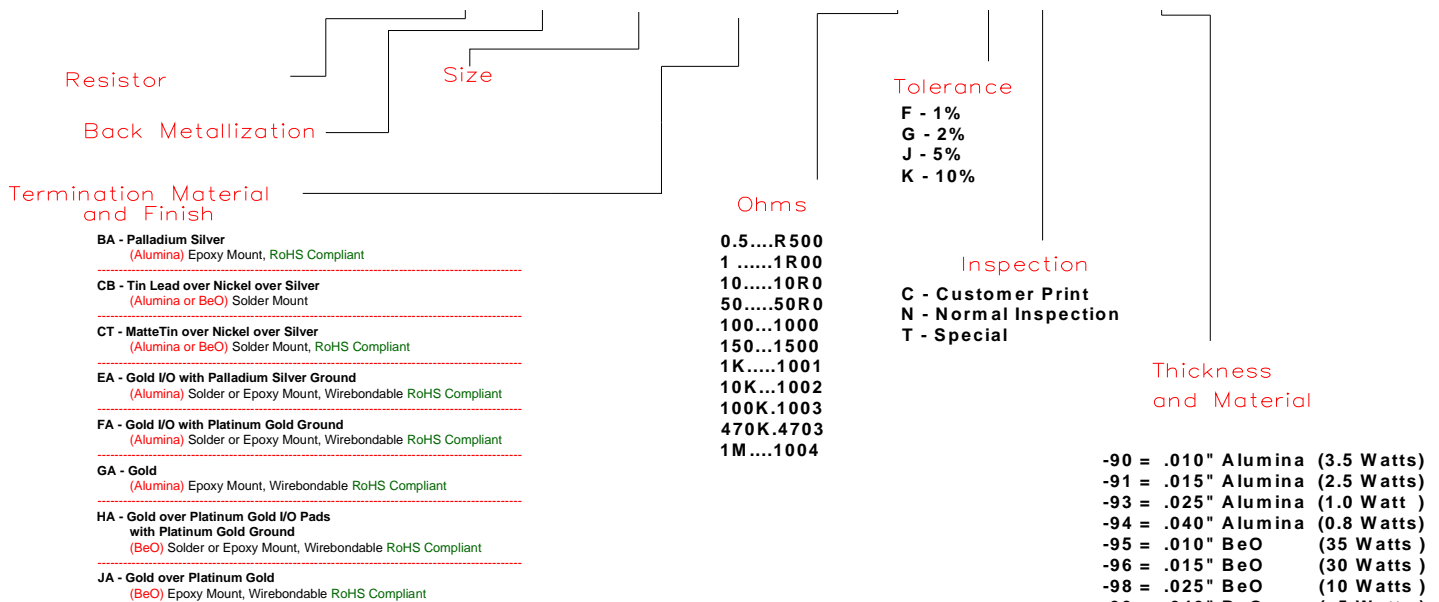 Resistor
Back Metallization
Size
Termination Material
and Finish
BA - Palladium Silver
(Alumina) Epoxy Mount, RoHS Compliant
CB - Tin Lead over Nickel over Silver
(Alumina or BeO) Solder Mount
CT - MatteTin over Nickel over Silver
(Alumina or BeO) Solder Mount, RoHS Compliant
EA - Gold I/O with Palladium Silver Ground
(Alumina) Solder or Epoxy Mount, Wirebondable RoHS Compliant
FA - Gold I/O with Platinum Gold Ground
(Alumina) Solder or Epoxy Mount, Wirebondable RoHS Compliant
GA - Gold
(Alumina) Epoxy Mount, Wirebondable RoHS Compliant
HA - Gold over Platinum Gold I/O Pads
with Platinum Gold Ground
(BeO) Solder or Epoxy Mount, Wirebondable RoHS Compliant
JA - Gold over Platinum Gold
(BeO) Epoxy Mount, Wirebondable RoHS Compliant
Ohms
0.5....R500
1 ......1R00
10.....10R0
50.....50R0
100...1000
150...1500
1K.....1001
10K...1002
100K.1003
470K.4703
1M....1004
Tolerance
F - 1%
G - 2%
J - 5%
K - 10%
Inspection
C - Customer Print
N - Normal Inspection
T - Special
Thickness
and Material
-90 = .010" Alumina (3.5 Watts)
-91 = .015" Alumina (2.5 Watts)
-93 = .025" Alumina (1.0 Watt )
-94 = .040" Alumina (0.8 Watts)
-95 = .010" BeO (35 Watts )
-96 = .015" BeO (30 Watts )
-98 = .025" BeO (10 Watts )